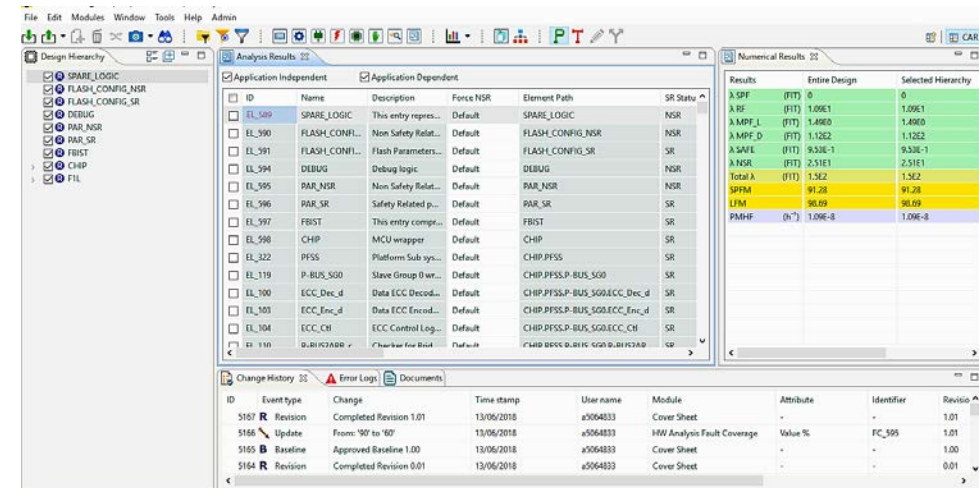 File Edit Modules Window Tools Help Admin
P T
CAR
Design Hierarchy
SPARE_LOGIC
FLASH_CONFIG_NSR
FLASH_CONFIG_SR
DEBUG
PAR_NSR
PAR_SR
FBIST
CHIP
F1L
Analysis Results
Application Independent Application Dependent
ID Name Description Force NSR Element Path SR Statu
EL_589 SPARE_LOGIC This entry repres... Default SPARE_LOGIC NSR
EL_590 FLASH_CONFI... Non Safety Relat... Default FLASH_CONFIG_NSR NSR
EL_591 FLASH_CONFI... Flash Parameters... Default FLASH_CONFIG_SR SR
EL_594 DEBUG Debug logic Default DEBUG NSR
EL_595 PAR_NSR Non Safety Relat... Default PAR_NSR NSR
EL_596 PAR_SR Safety Related p... Default PAR_SR SR
EL_597 FBIST This entry compr... Default FBIST SR
EL_598 CHIP MCU wrapper Default CHIP SR
EL_322 PFSS Platform Sub sys... Default CHIP.PFSS SR
EL_119 P-BUS_SG0 Slave Group 0 wr... Default CHIP.PFSS.P-BUS_SG0 SR
EL_100 ECC_Dec_d Data ECC Decod... Default CHIP.PFSS.P-BUS_SG0.ECC_Dec_d SR
EL_103 ECC_Enc_d Data ECC Encod... Default CHIP.PFSS.P-BUS_SG0.ECC_Enc_d SR
EL_104 ECC_Ctl ECC Control Log... Default CHIP.PFSS.P-BUS_SG0.ECC_Ctl SR
EL_110 Checker for Brid... Default SR
Numerical Results
Results Entire Design Selected Hierarchy
λ SPF (FIT) 0 0
λ RF (FIT) 1.09E1 1.09E1
λ MPF_L (FIT) 1.49E0 1.49E0
λ MPF_D (FIT) 1.12E2 1.12E2
λ SAFE (FIT) 9.53E-1 9.53E-1
λ NSR (FIT) 2.51E1 2.51E1
Total λ (FIT) 1.5E2 1.5E2
SPFM 91.28 91.28
LFM 98.69 98.69
PMHF (h⁻¹) 1.09E-8 1.09E-8
Change History Error Logs Documents
ID Event type Change Time stamp User name Module Attribute Identifier Revisio
5167 R Revision Completed Revision 1.01 13/06/2018 a5064833 Cover Sheet - - 1.01
5166 Update From: '90' to '60' 13/06/2018 a5064833 HW Analysis Fault Coverage Value % FC_595 1.01
5165 B Baseline Approved Baseline 1.00 13/06/2018 a5064833 Cover Sheet - - 1.00
5164 R Revision Completed Revision 0.01 13/06/2018 a5064833 Cover Sheet - - 0.01